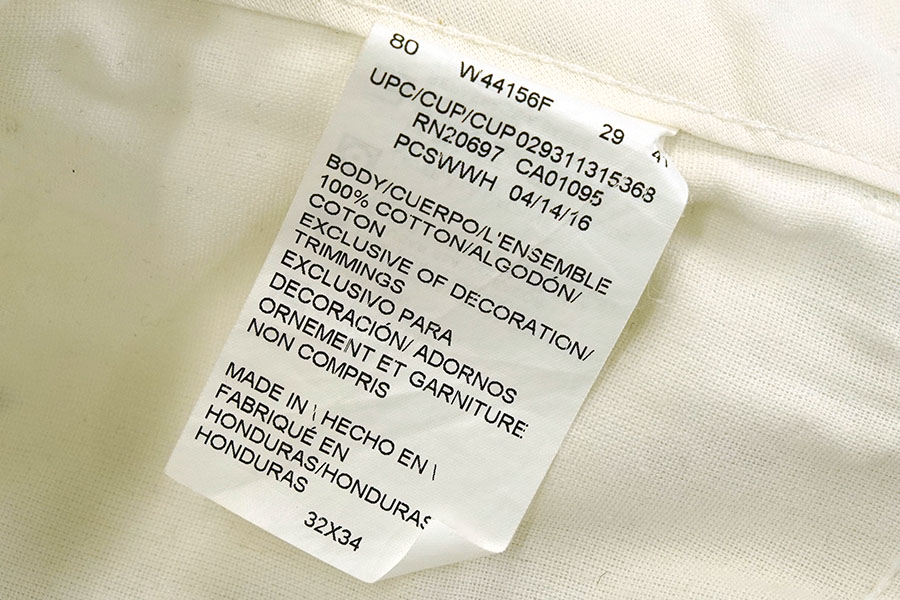 80 W44156F 29
UPC/CUP/CUP 029311315368
RN20697 CA01095
PCSWWH 04/14/16
BODY/CUERPO/L'ENSEMBLE
100% COTTON/ALGODÓN/
COTON
EXCLUSIVE OF DECORATION/
TRIMMINGS
EXCLUSIVO PARA
DECORACIÓN/ ADORNOS
ORNEMENT ET GARNITURE
NON COMPRIS
MADE IN \ HECHO EN \
FABRIQUÉ EN
HONDURAS/HONDURAS
HONDURAS
32X34